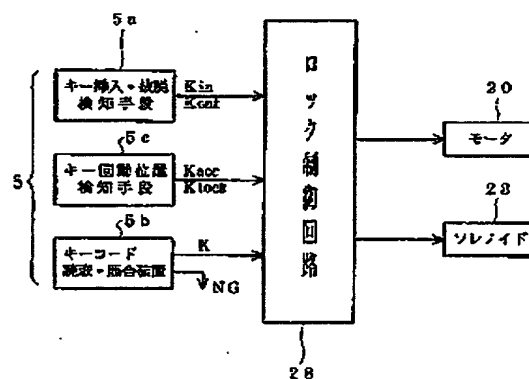 5a
キー挿入・抜脱
検知手段
Kin
Kout
5c
キー回動位置
検知手段
Kacc
Klock
5
5b
キーコード
読取・照合装置
K
NG
ロック制御回路
28
20
モータ
23
ソレノイド